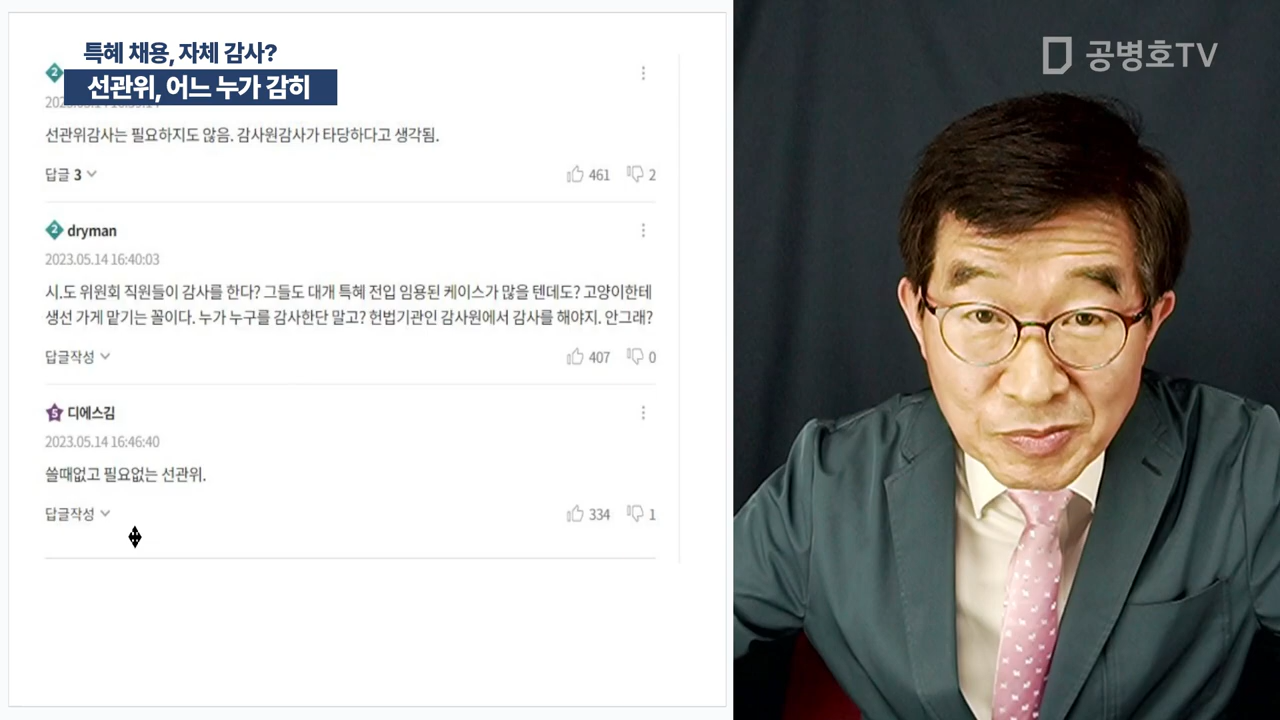 특혜 채용, 자체 감사?
선관위, 어느 누가 감히
공병호TV
2
선관위감사는 필요하지도 않음. 감사원감사가 타당하다고 생각됨.
답글 3
461
2
2 dryman
2023.05.14 16:40:03
시.도 위원회 직원들이 감사를 한다? 그들도 대개 특혜 전입 임용된 케이스가 많을 텐데도? 고양이한테
생선 가게 맡기는 꼴이다. 누가 누구를 감사한단 말고? 헌법기관인 감사원에서 감사를 해야지. 안그래?
답글작성
407
0
5 디에스김
2023.05.14 16:46:40
쓸때없고 필요없는 선관위.
답글작성
334
1